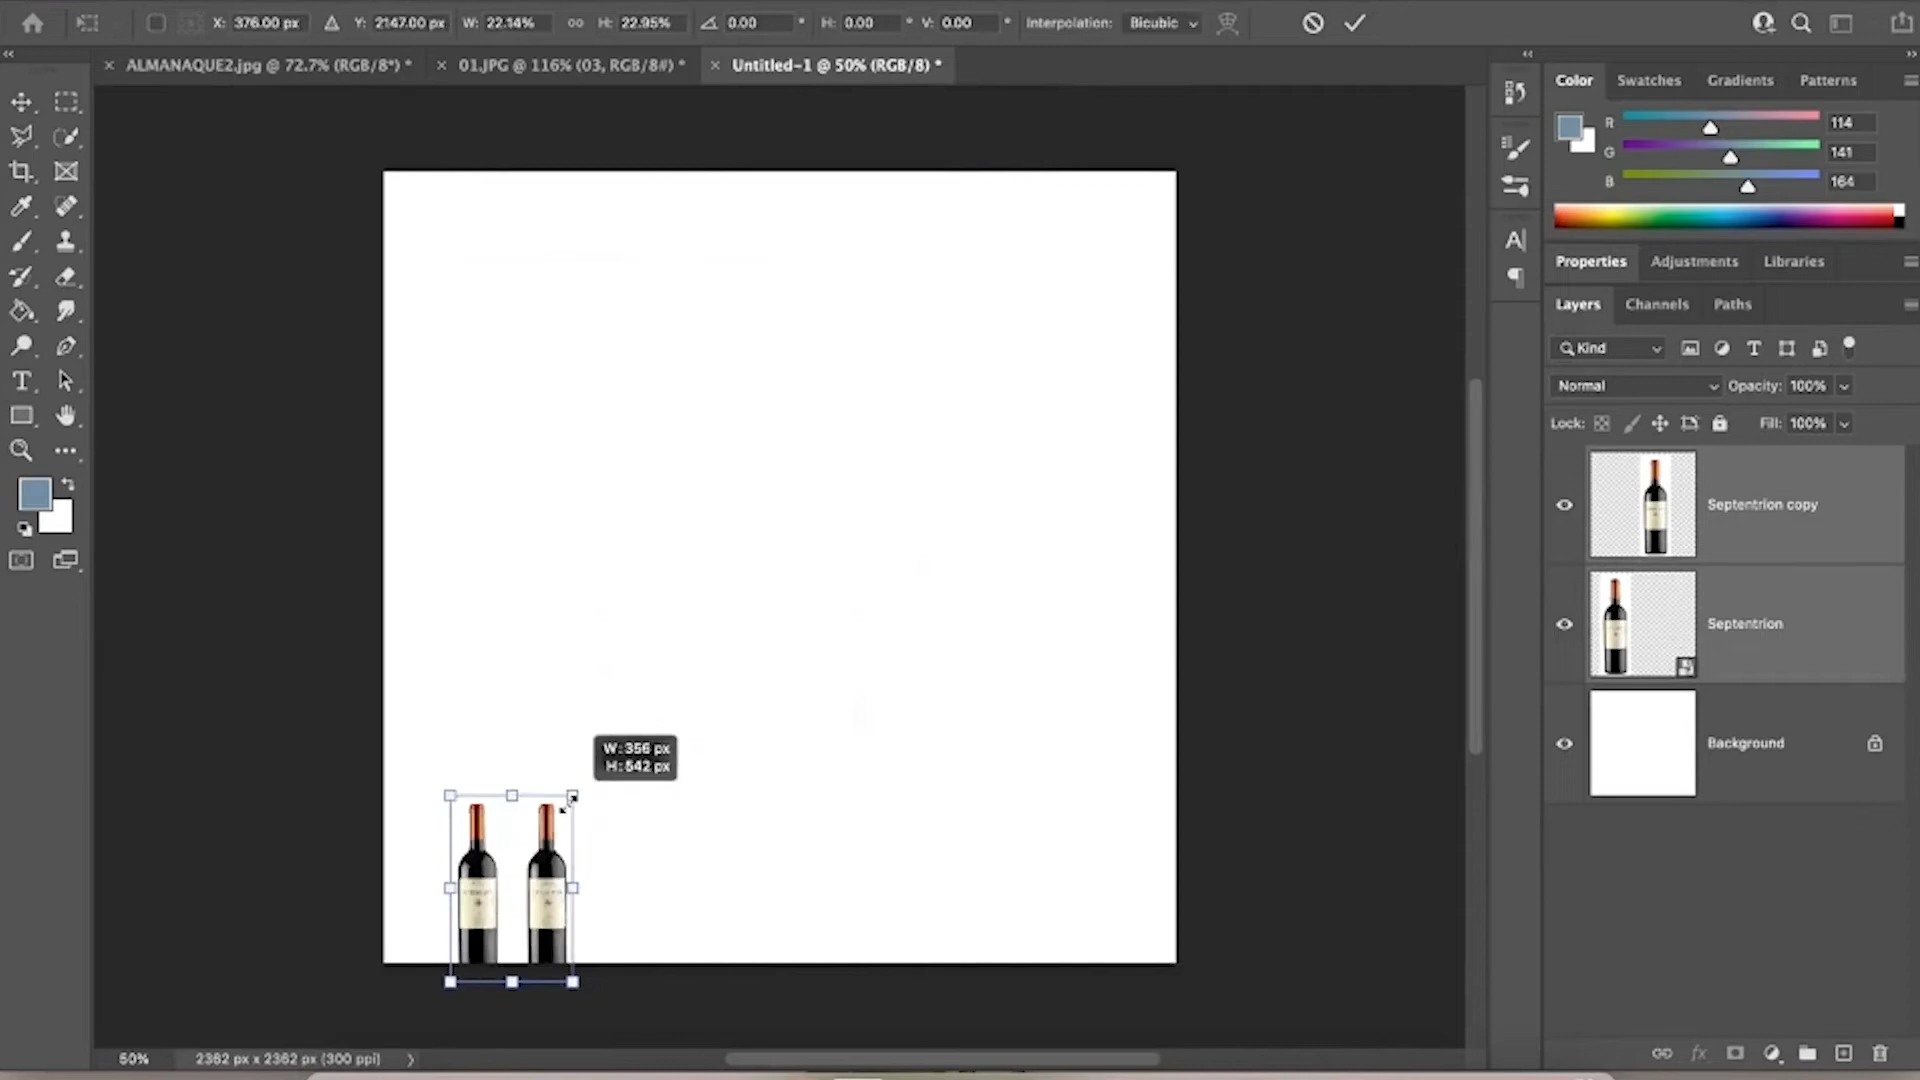 X: 376.00 px Y: 2147.00 px W: 22.14% H: 22.95% 0.00 ° H: 0.00 ° V: 0.00 ° Interpolation: Bicubic
ALMANAQUE2.jpg @ 72.7% (RGB/8*) *
01.JPG @ 116% (03, RGB/8#) *
Untitled-1 @ 50% (RGB/8) *
Color Swatches Gradients Patterns
R 114
G 141
B 164
Properties Adjustments Libraries
Layers Channels Paths
Kind
Normal Opacity: 100%
Lock: Fill: 100%
Septentrion copy
Septentrion
Background
W: 356 px
H: 542 px
50% 2362 px x 2362 px (300 ppi)